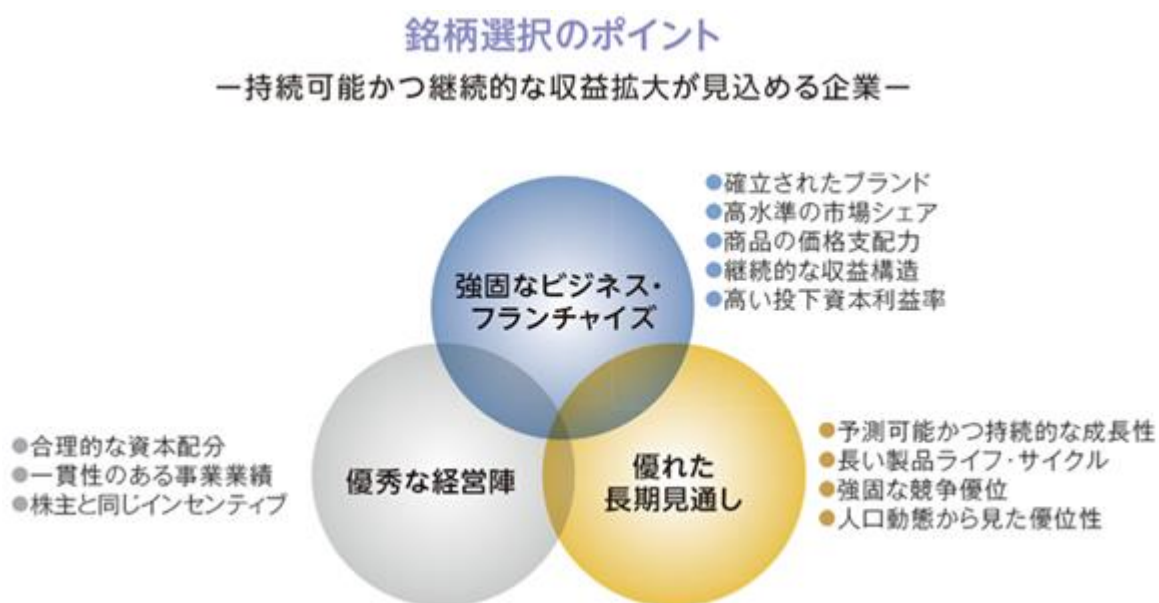 銘柄選択のポイント
ー持続可能かつ継続的な収益拡大が見込める企業ー
●確立されたブランド
●高水準の市場シェア
●商品の価格支配力
●継続的な収益構造
●高い投下資本利益率
強固なビジネス・
フランチャイズ
●合理的な資本配分
●一貫性のある事業業績
●株主と同じインセンティブ
優秀な経営陣
優れた
長期見通し
●予測可能かつ持続的な成長性
●長い製品ライフ・サイクル
●強固な競争優位
●人口動態から見た優位性